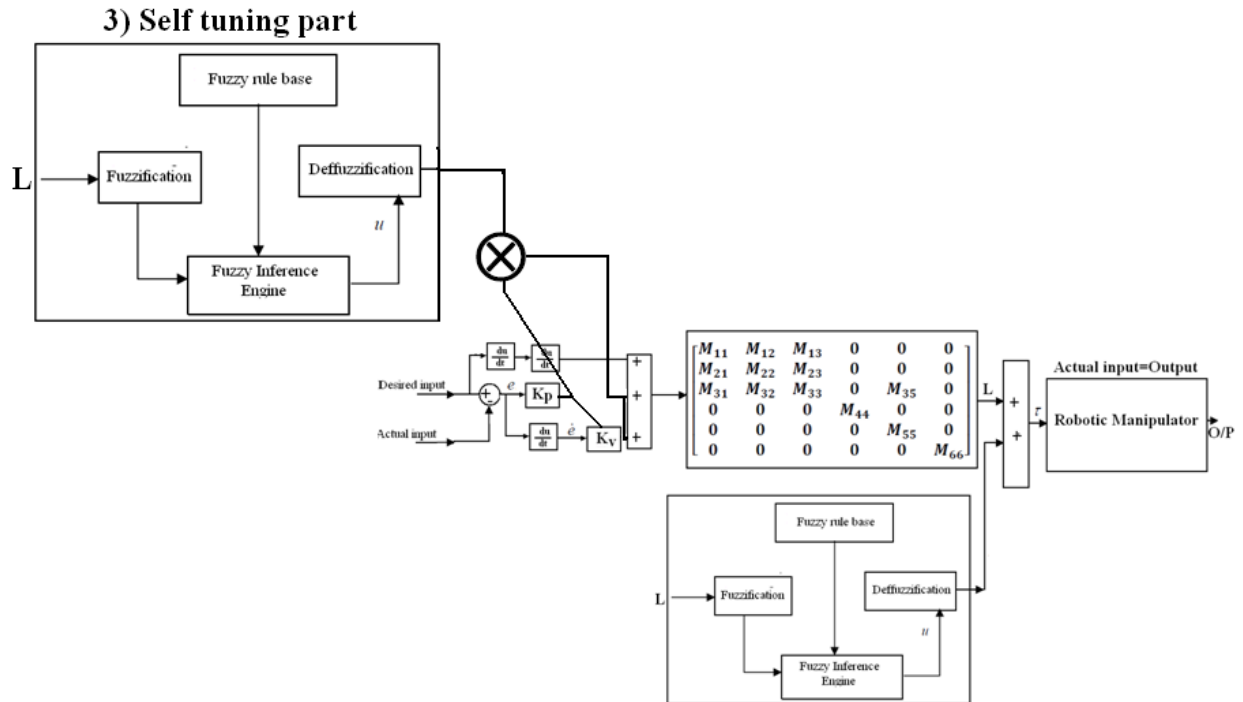 3) Self tuning part
Fuzzy rule base
L
Fuzzification
Deffuzzification
u
Fuzzy Inference
Engine
du
dt
du
dt
Desired input
+
-
e
Kp
Actual input
du
dt
ė
Kv
+
+
+
M11 M12 M13 0 0 0
M21 M22 M23 0 0 0
M31 M32 M33 0 M35 0
0 0 0 M44 0 0
0 0 0 0 M55 0
0 0 0 0 0 M66
L
+
+
τ
Actual input=Output
Robotic Manipulator
O/P
Fuzzy rule base
L
Fuzzification
Deffuzzification
u
Fuzzy Inference
Engine